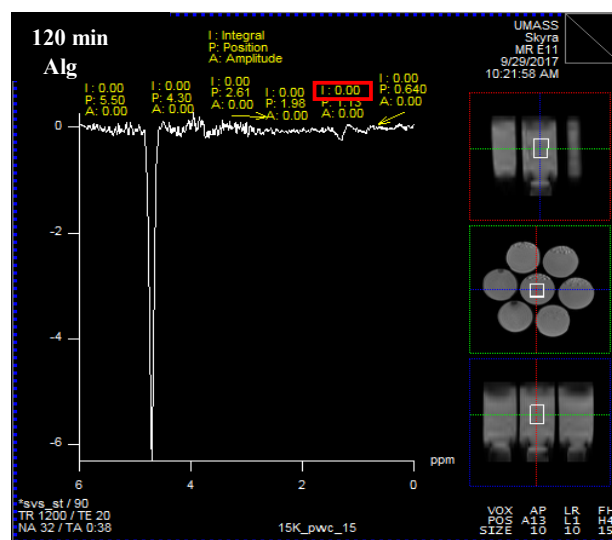 120 min
Alg
I : Integral
P: Position
A: Amplitude
UMASS
Skyra
MR E11
9/29/2017
10:21:58 AM
I : 0.00
P: 5.50
A: 0.00
I : 0.00
P: 4.30
A: 0.00
I : 0.00
P: 2.61
A: 0.00
I : 0.00
P: 1.98
A: 0.00
I : 0.00
P: 1.13
A: 0.00
I : 0.00
P: 0.640
A: 0.00
0
-2
-4
-6
6
4
2
0
ppm
*svs_st / 90
TR 1200 / TE 20
NA 32 / TA 0:38
15K_pwc_15
VOX AP LR FH
POS A13 L1 H4
SIZE 10 10 15